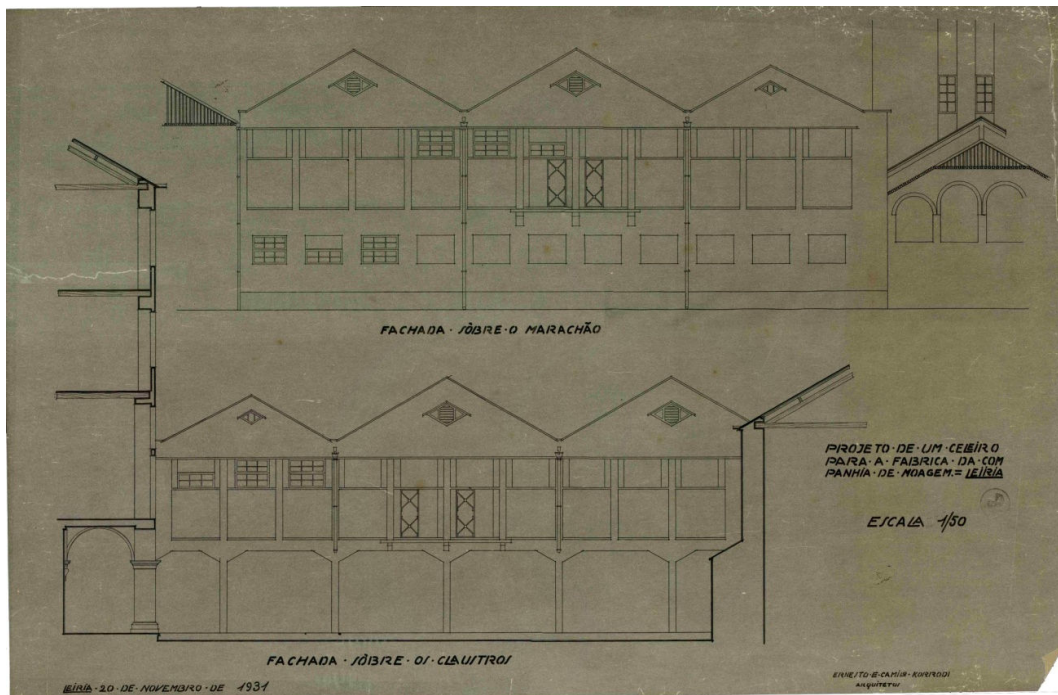 FACHADA · SÔBRE · O MARACHÃO
PROJETO · DE · UM · CELEIRO
PARA · A · FABRICA · DA · COM
PANHIA · DE · MOAGEM. = LEIRIA
ESCALA 1/50
FACHADA · SÔBRE · OS · CLAUSTROS
LEIRIA · 20 · DE · NOVEMBRO · DE 1931
ERNESTO · E · CAMILO · KORRODI
ARQUITETOS